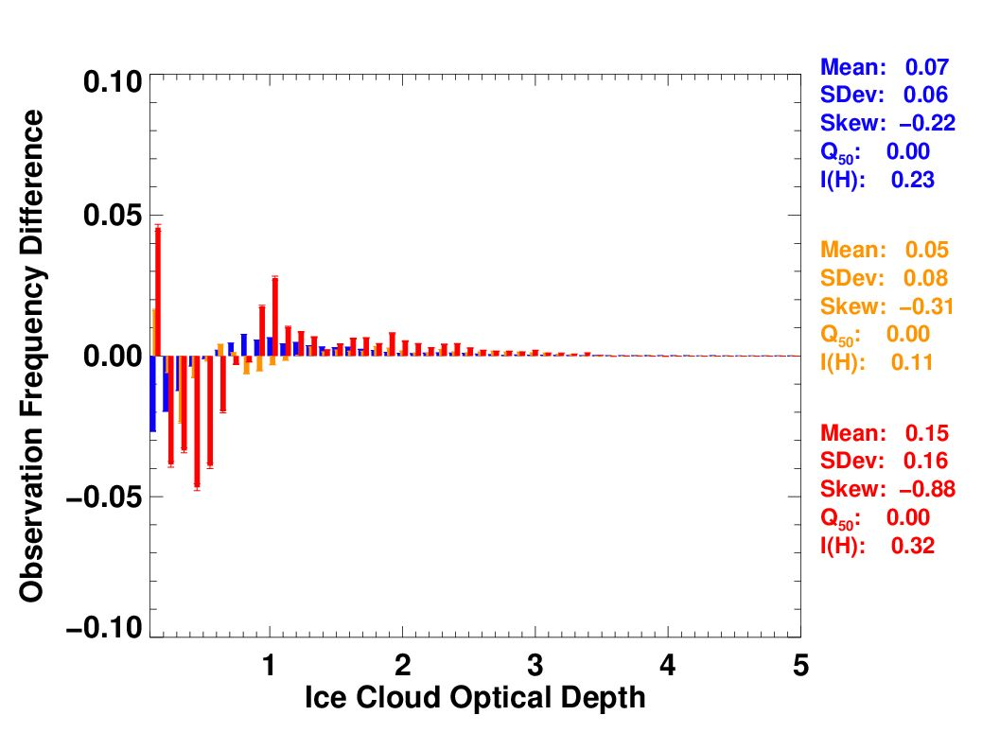 Observation Frequency Difference
0.10
0.05
0.00
−0.05
−0.10
1 2 3 4 5
Ice Cloud Optical Depth
Mean: 0.07
SDev: 0.06
Skew: −0.22
Q50: 0.00
I(H): 0.23
Mean: 0.05
SDev: 0.08
Skew: −0.31
Q50: 0.00
I(H): 0.11
Mean: 0.15
SDev: 0.16
Skew: −0.88
Q50: 0.00
I(H): 0.32